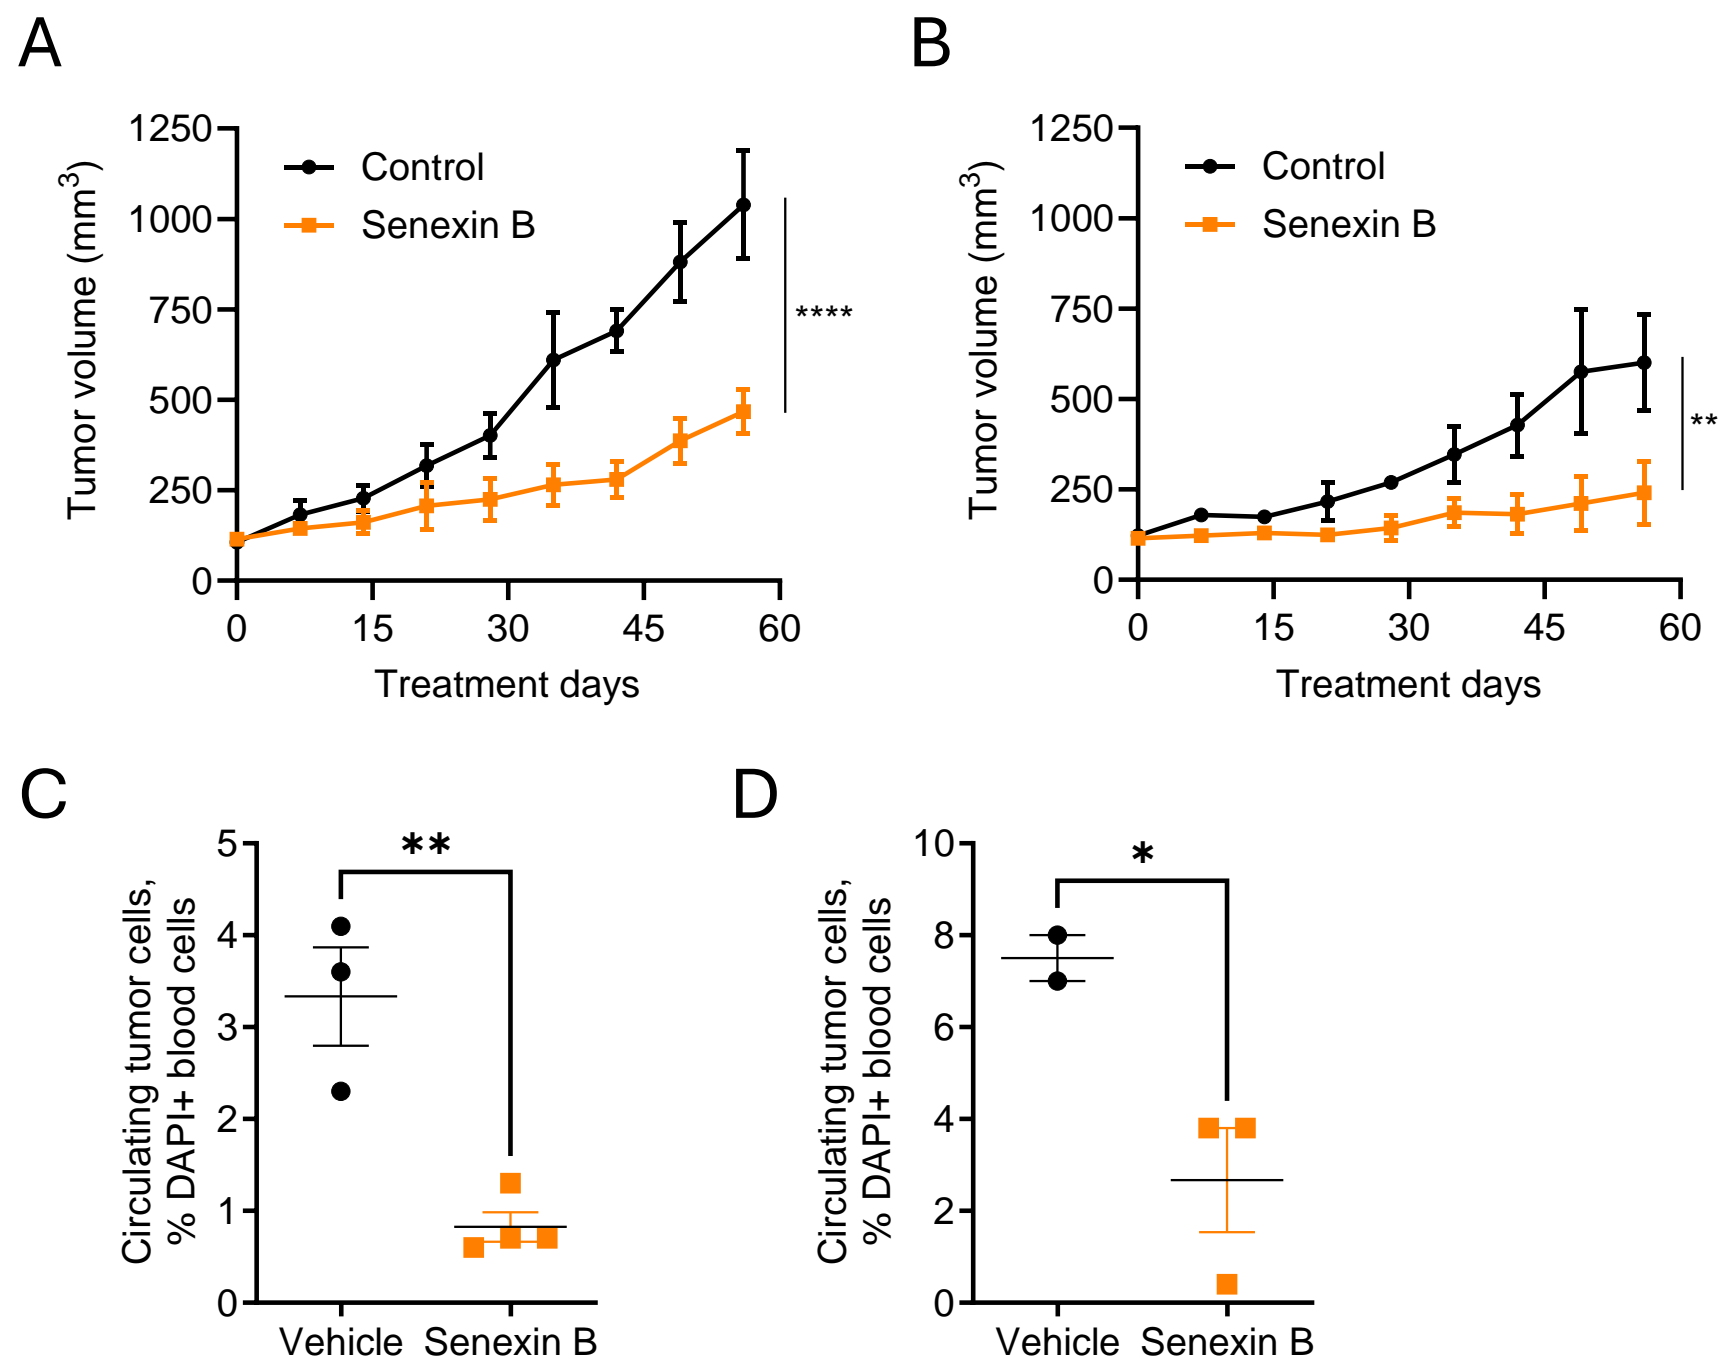 A
B
Tumor volume (mm³)
1250
1000
750
500
250
0
Control
Senexin B
****
0 15 30 45 60
Treatment days
Tumor volume (mm³)
1250
1000
750
500
250
0
Control
Senexin B
**
0 15 30 45 60
Treatment days
C
D
Circulating tumor cells,
% DAPI+ blood cells
5
4
3
2
1
0
**
Vehicle Senexin B
Circulating tumor cells,
% DAPI+ blood cells
10
8
6
4
2
0
*
Vehicle Senexin B